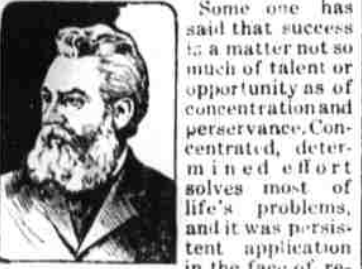 Some one has
said that success
is a matter not so
much of talent or
opportunity as of
concentration and
perservance. Con-
centrated, deter-
mined effort
solves most of
life's problems,
and it was persis-
tent application
in the face of re-